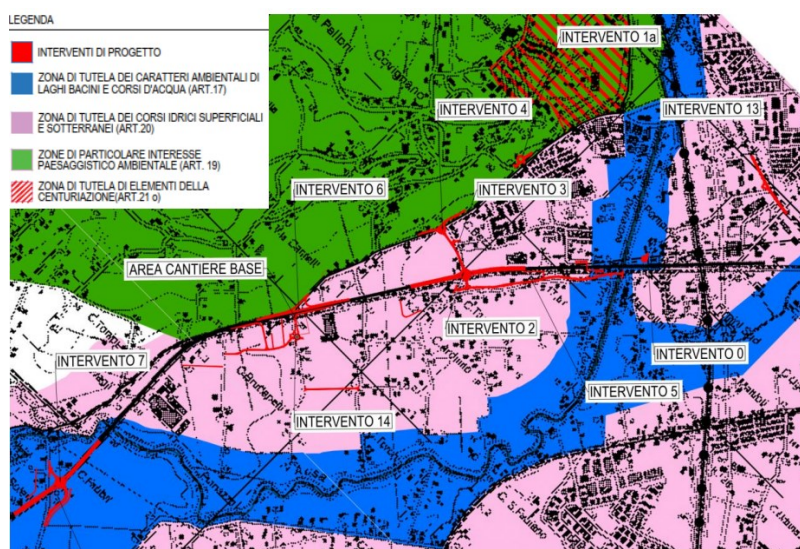 LEGENDA
INTERVENTI DI PROGETTO
ZONA DI TUTELA DEI CARATTERI AMBIENTALI DI
LAGHI BACINI E CORSI D'ACQUA (ART.17)
ZONA DI TUTELA DEI CORSI IDRICI SUPERFICIALI
E SOTTERRANEI (ART.20)
ZONE DI PARTICOLARE INTERESSE
PAESAGGISTICO AMBIENTALE (ART. 19)
ZONA DI TUTELA DI ELEMENTI DELLA
CENTURIAZIONE(ART.21 o)
INTERVENTO 1a
INTERVENTO 4
INTERVENTO 13
INTERVENTO 6
INTERVENTO 3
AREA CANTIERE BASE
INTERVENTO 2
INTERVENTO 7
INTERVENTO 0
INTERVENTO 5
INTERVENTO 14
Covignano